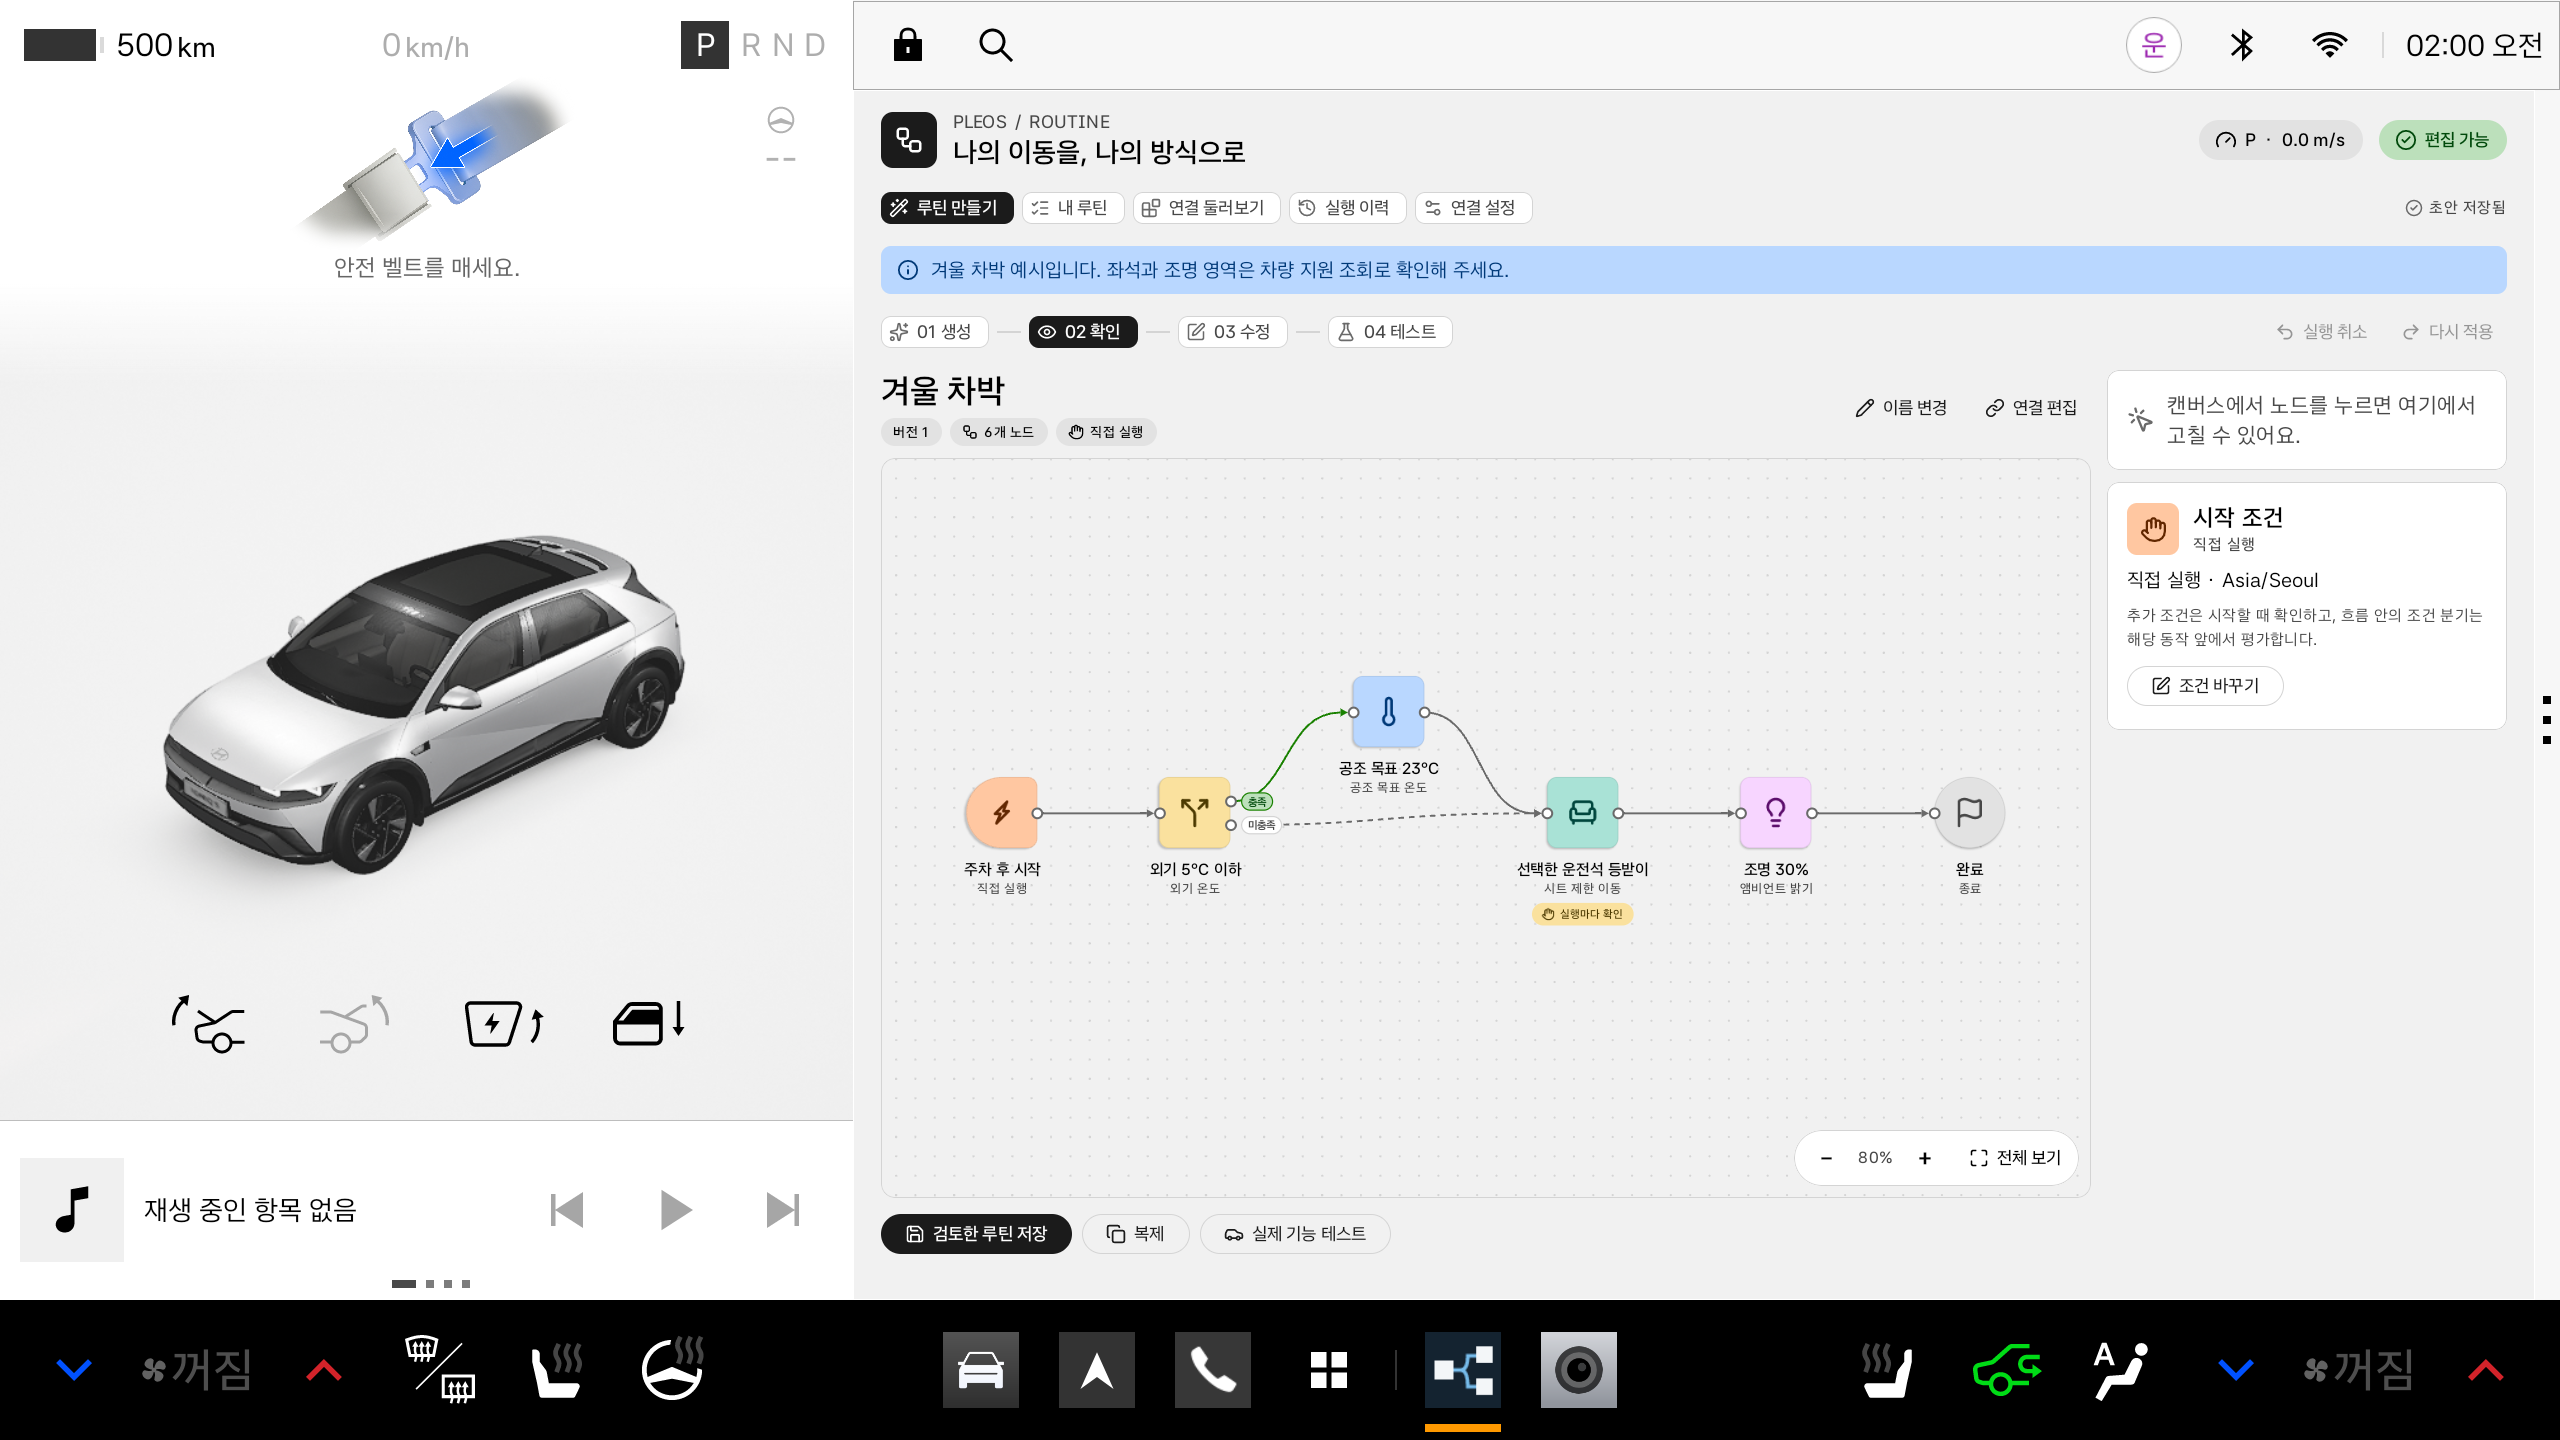 500 km
0 km/h
P R N D
안전 벨트를 매세요.
재생 중인 항목 없음
운
02:00 오전
PLEOS / ROUTINE
나의 이동을, 나의 방식으로
P · 0.0 m/s
편집 가능
루틴 만들기
내 루틴
연결 둘러보기
실행 이력
연결 설정
초안 저장됨
겨울 차박 예시입니다. 좌석과 조명 영역은 차량 지원 조회로 확인해 주세요.
01 생성
02 확인
03 수정
04 테스트
실행 취소
다시 적용
겨울 차박
버전 1
6개 노드
직접 실행
이름 변경
연결 편집
캔버스에서 노드를 누르면 여기에서
고칠 수 있어요.
시작 조건
직접 실행
직접 실행 · Asia/Seoul
추가 조건은 시작할 때 확인하고, 흐름 안의 조건 분기는
해당 동작 앞에서 평가합니다.
조건 바꾸기
공조 목표 23°C
공조 목표 온도
충족
미충족
주차 후 시작
직접 실행
외기 5°C 이하
외기 온도
선택한 운전석 등받이
시트 제한 이동
실행마다 확인
조명 30%
앰비언트 밝기
완료
종료
80%
전체 보기
검토한 루틴 저장
복제
실제 기능 테스트
꺼짐
A
꺼짐